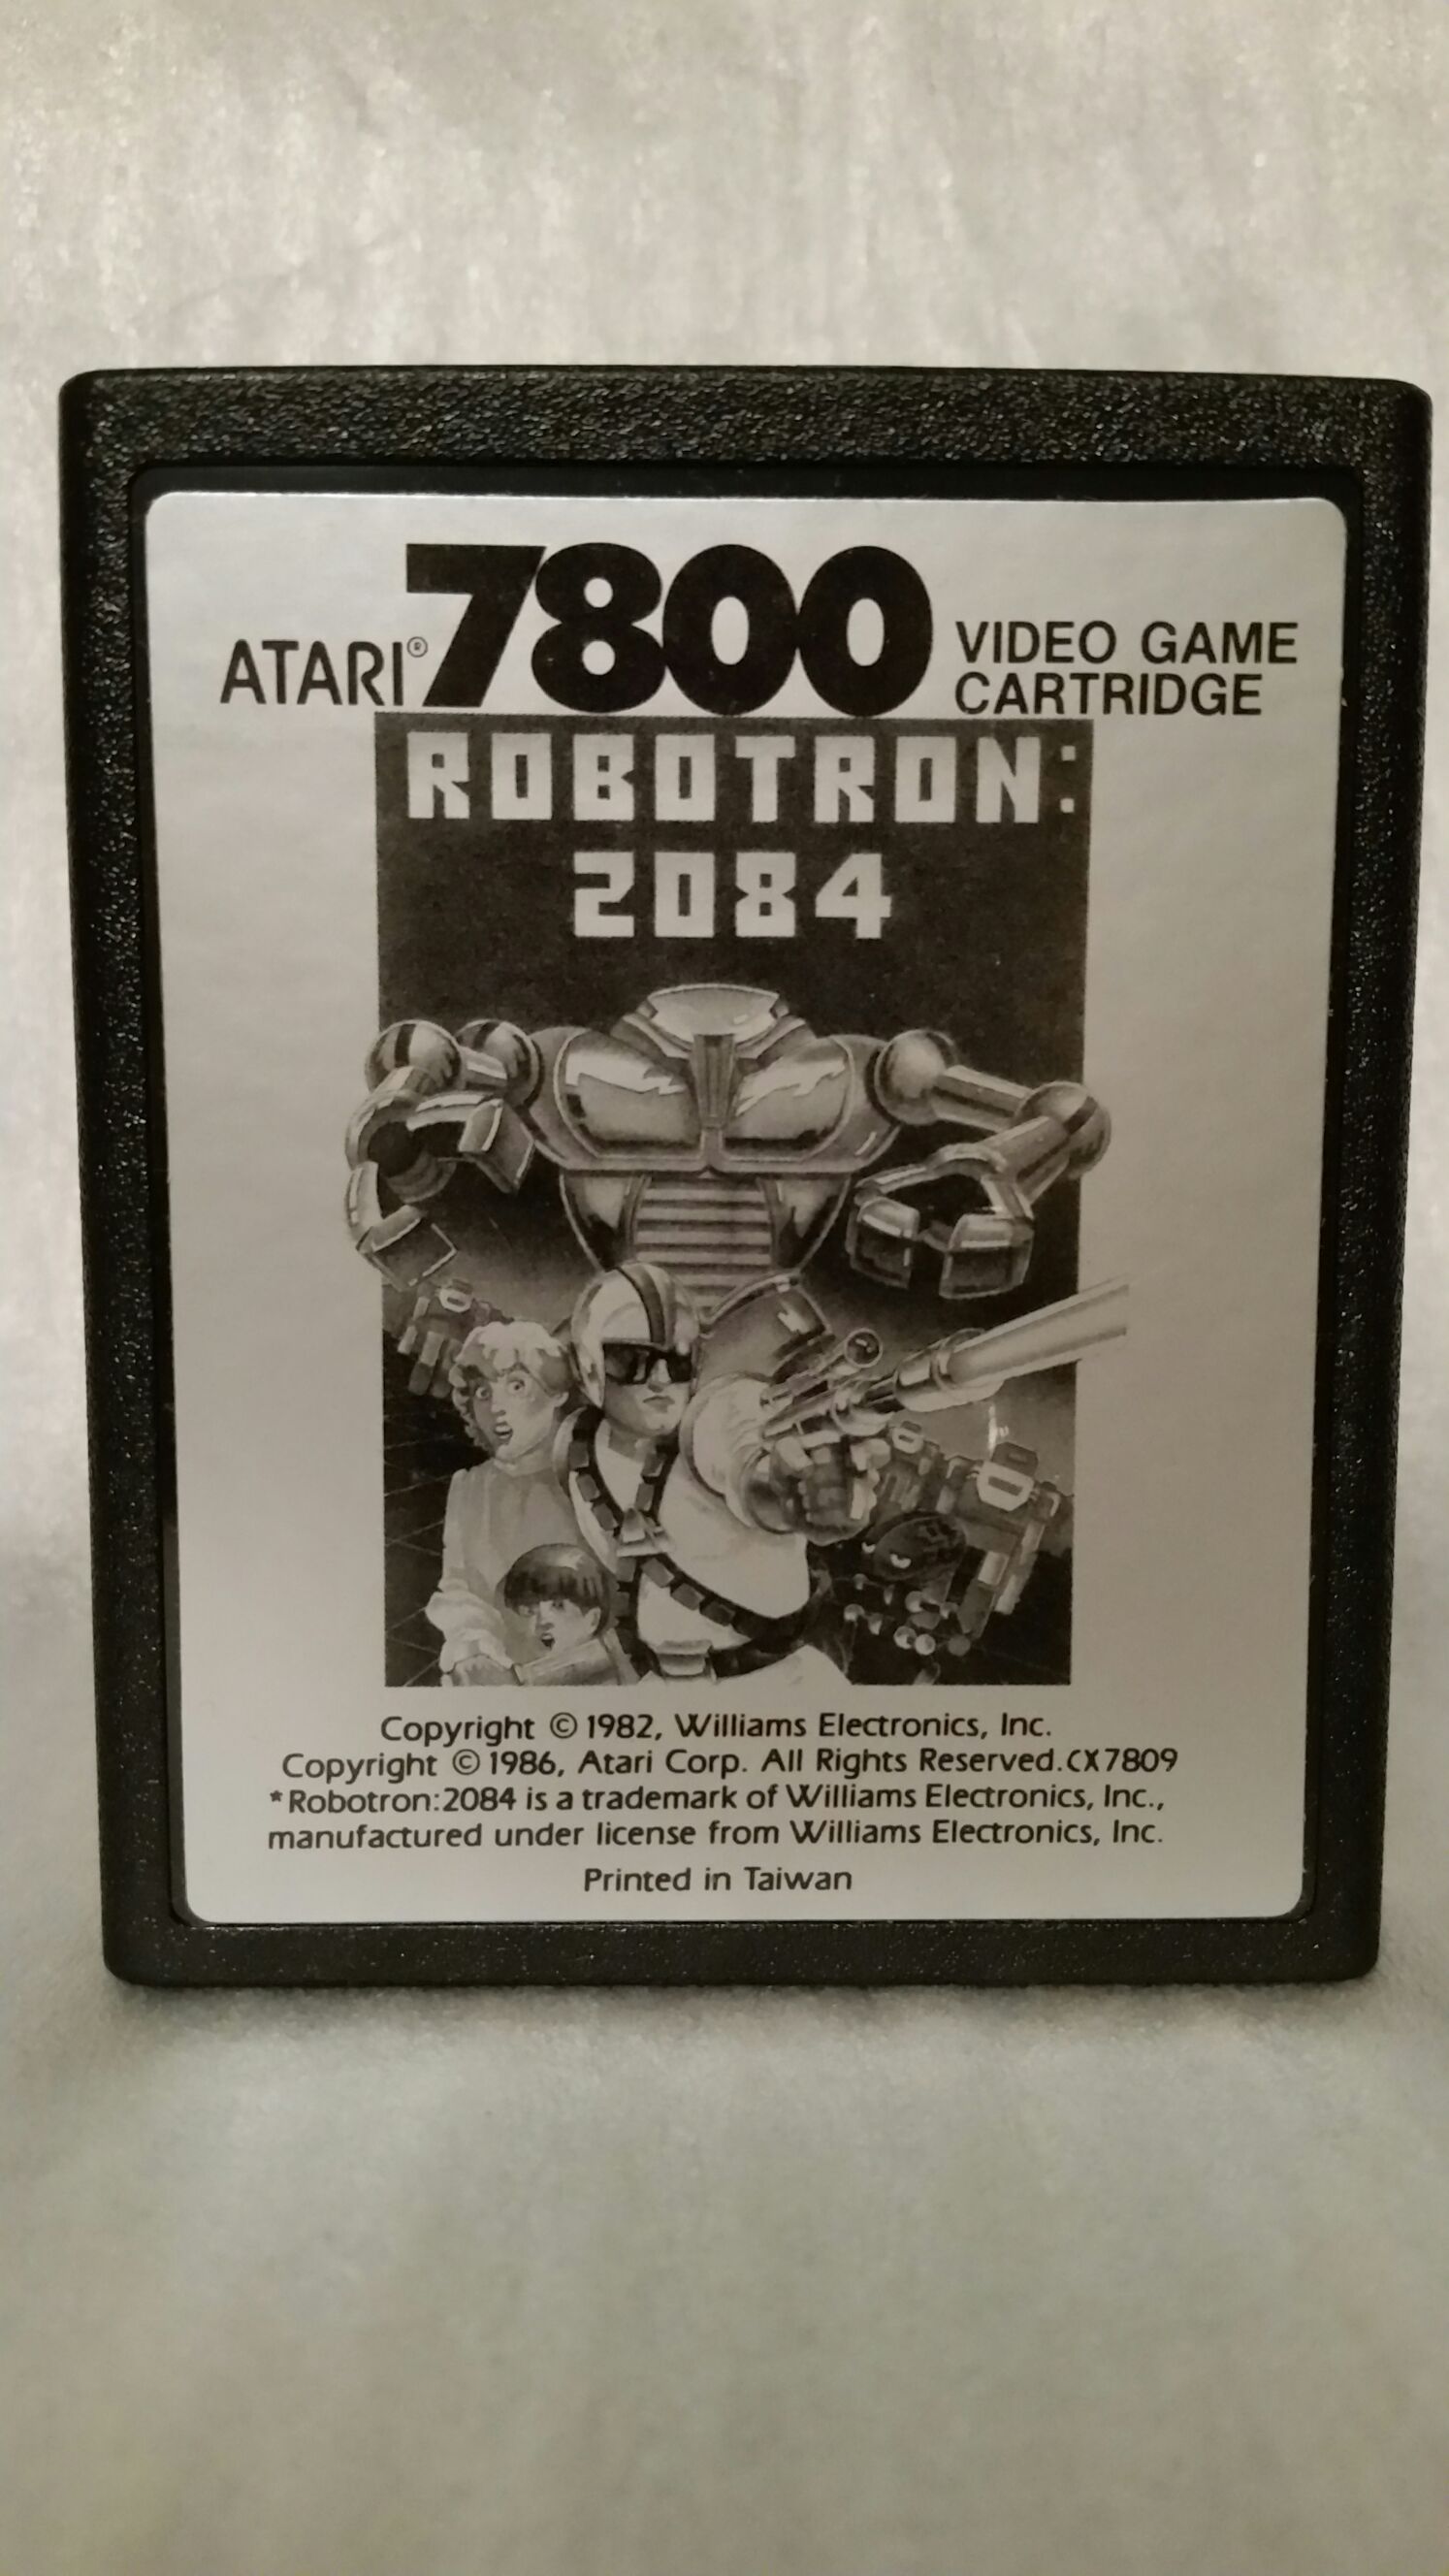 ATARI® 7800 VIDEO GAME
CARTRIDGE
ROBOTRON:
2084
Copyright © 1982, Williams Electronics, Inc.
Copyright © 1986, Atari Corp. All Rights Reserved. CX7809
*Robotron:2084 is a trademark of Williams Electronics, Inc.,
manufactured under license from Williams Electronics, Inc.
Printed in Taiwan